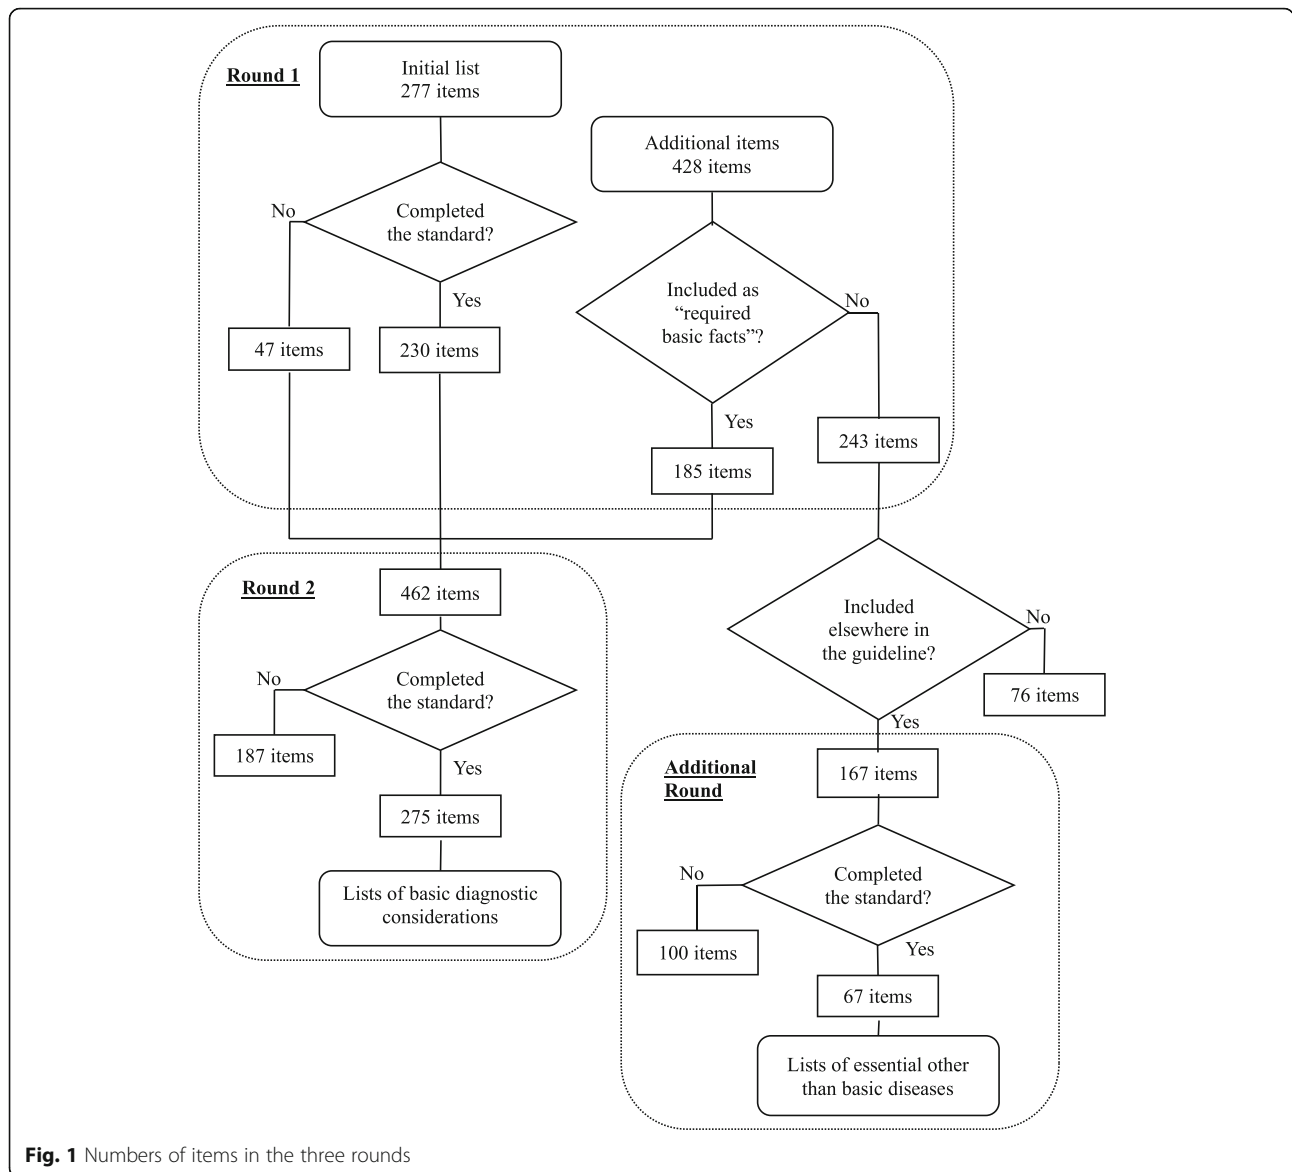 Round 1
Initial list
277 items
Additional items
428 items
No
Completed
the standard?
Yes
Included as
“required
basic facts”?
No
47 items
230 items
Yes
243 items
185 items
Round 2
462 items
Included
elsewhere in
the guideline?
No
76 items
Yes
No
Completed
the standard?
187 items
Yes
275 items
Lists of basic diagnostic
considerations
Additional
Round
167 items
No
Completed
the standard?
100 items
Yes
67 items
Lists of essential other
than basic diseases
Fig. 1 Numbers of items in the three rounds